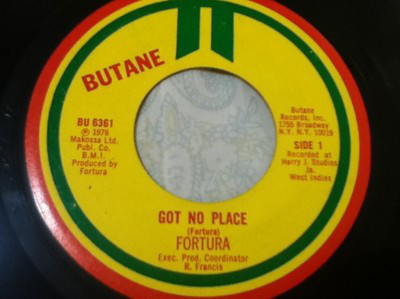 BUTANE
BU 6361
Ⓟ 1976
Makossa Ltd.
Publ. Co.
B.M.I.
Produced by
Fortura
Butane
Records, Inc.
1755 Broadway
N.Y. N.Y. 10019
SIDE 1
Recorded at
Harry J. Studios
Ja.
West Indies
GOT NO PLACE
(Fortura)
FORTURA
Exec. Prod. Coordinator
R. Francis